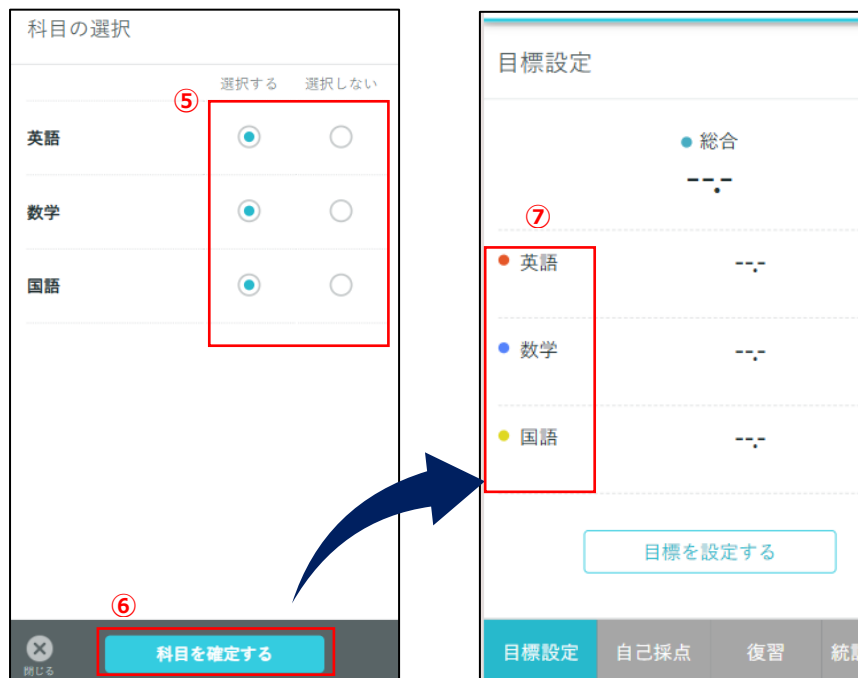 科目の選択
選択する 選択しない
⑤
英語
数学
国語
⑥
閉じる
科目を確定する
目標設定
総合
--.-
⑦
英語 --.-
数学 --.-
国語 --.-
目標を設定する
目標設定 自己採点 復習 統